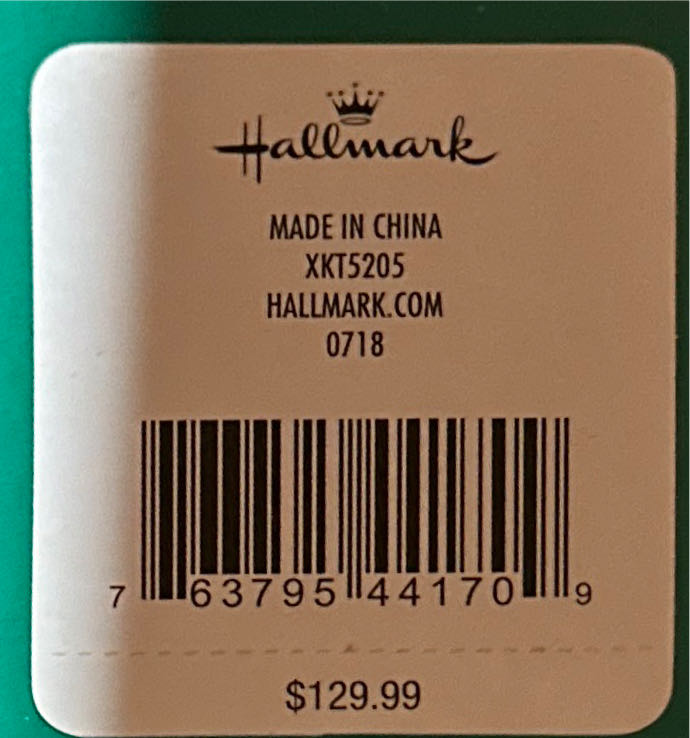 Hallmark
MADE IN CHINA
XKT5205
HALLMARK.COM
0718
7 63795 44170 9
$129.99